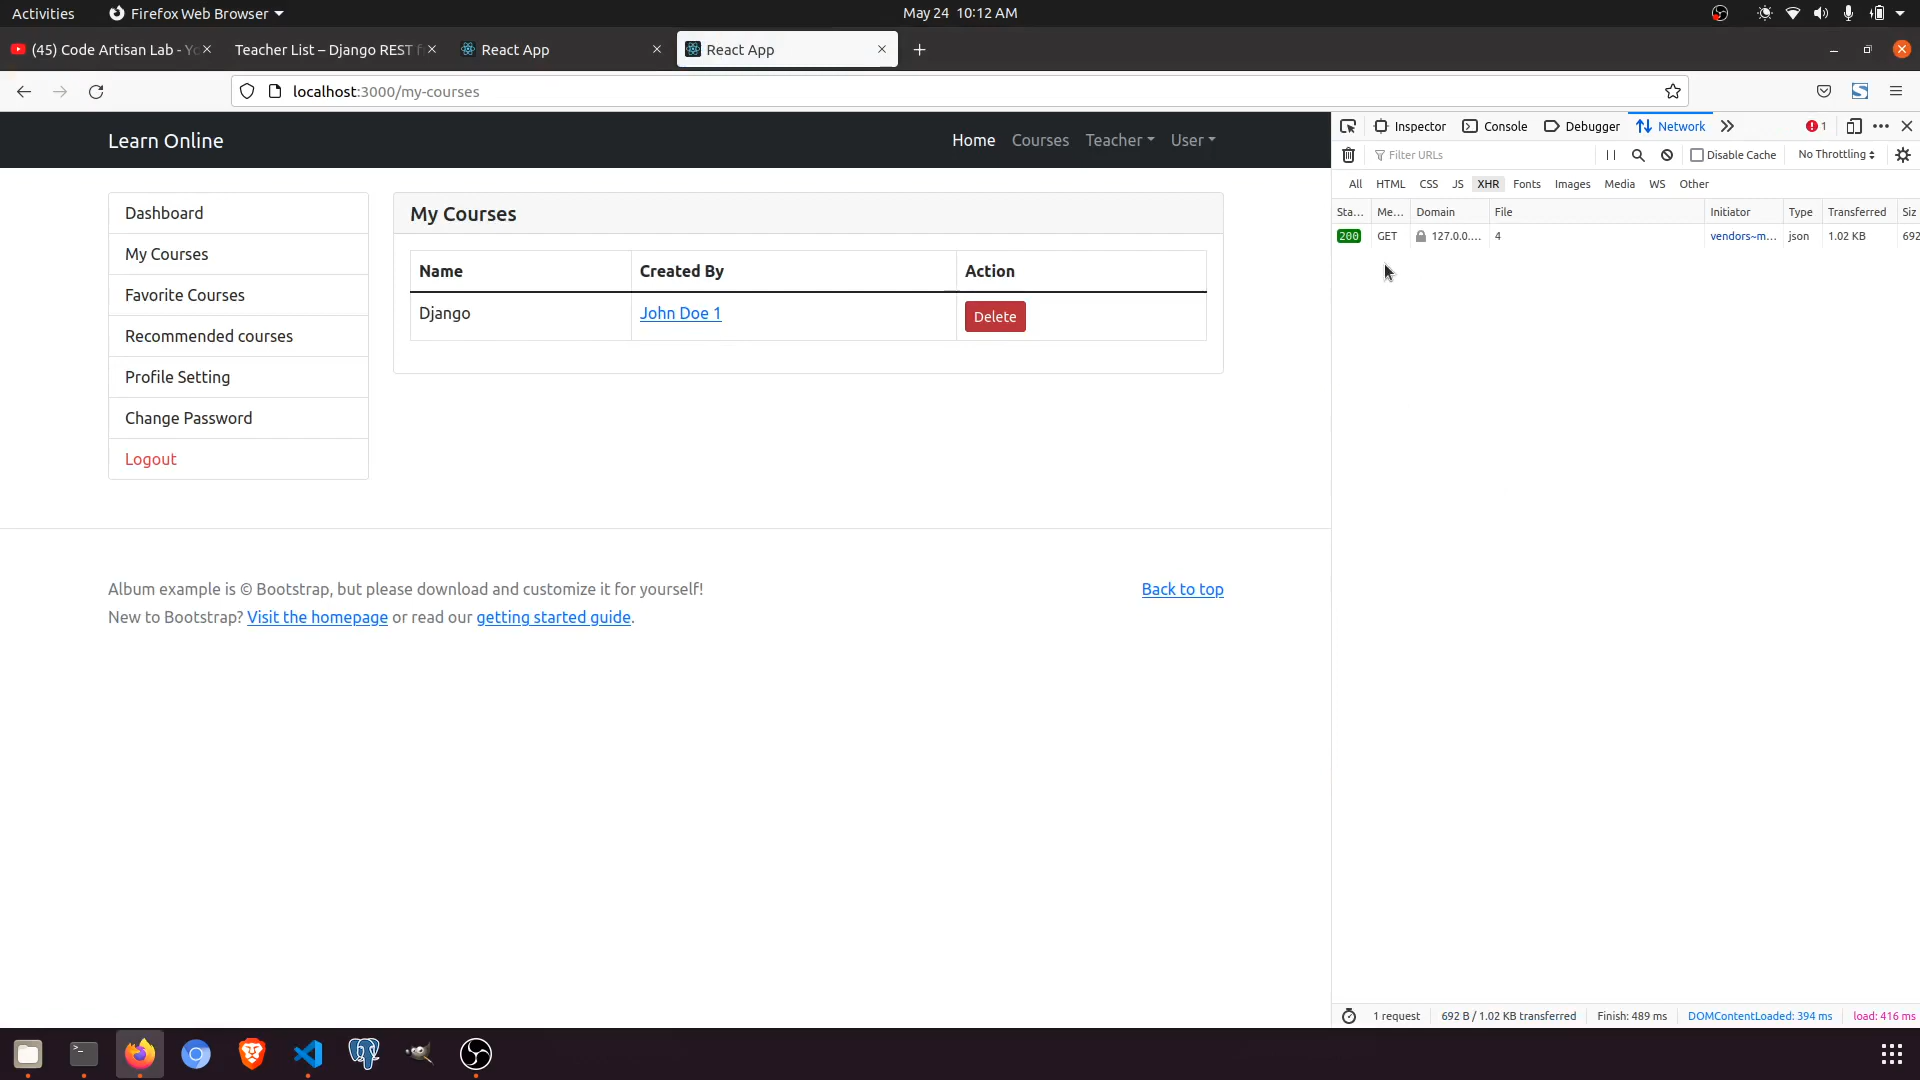 Activities Firefox Web Browser May 24 10:12 AM
(45) Code Artisan Lab - Yo Teacher List – Django REST f React App React App
localhost:3000/my-courses
Learn Online Home Courses Teacher User
Inspector Console Debugger Network 1
Filter URLs Disable Cache No Throttling
All HTML CSS JS XHR Fonts Images Media WS Other
Sta... Me... Domain File Initiator Type Transferred Siz
200 GET 127.0.0.... 4 vendors~m... json 1.02 KB 692
Dashboard
My Courses
Favorite Courses
Recommended courses
Profile Setting
Change Password
Logout
My Courses
Name Created By Action
Django John Doe 1 Delete
Album example is © Bootstrap, but please download and customize it for yourself! Back to top
New to Bootstrap? Visit the homepage or read our getting started guide.
1 request 692 B / 1.02 KB transferred Finish: 489 ms DOMContentLoaded: 394 ms load: 416 ms